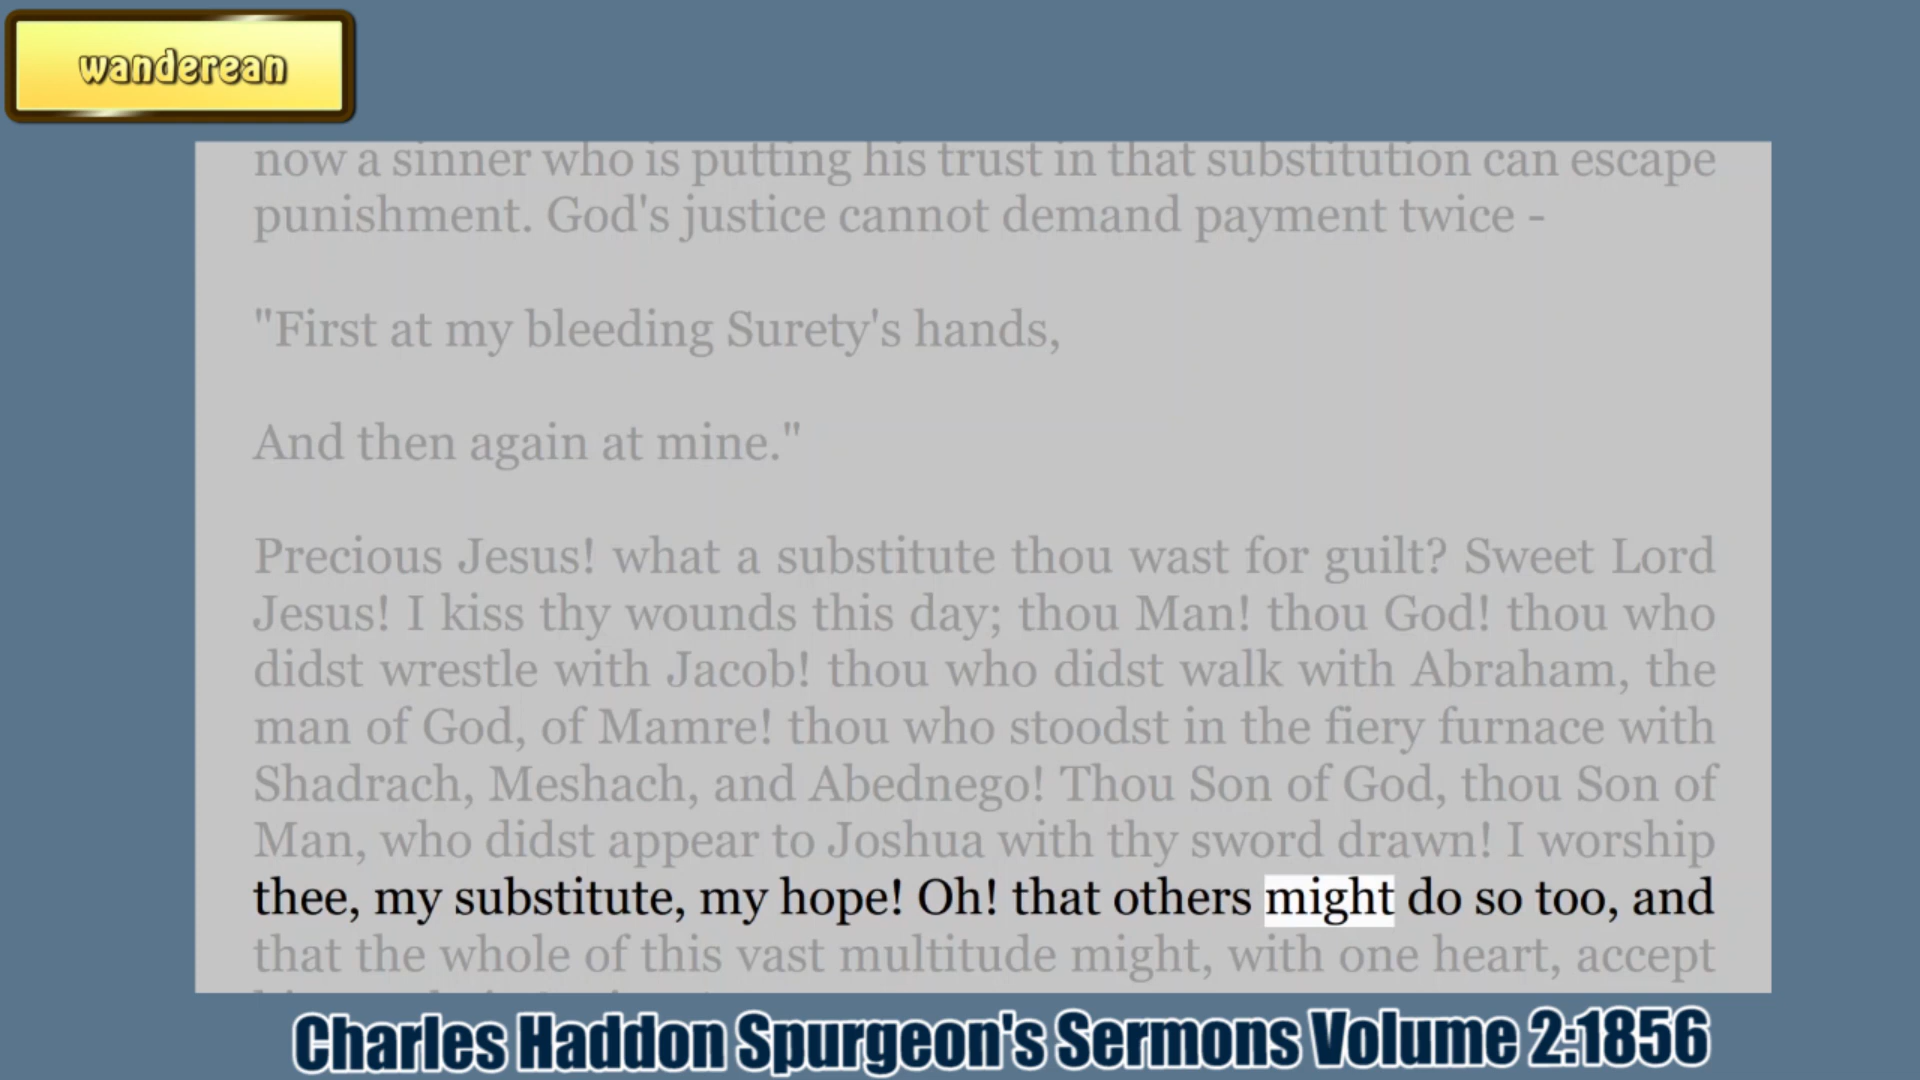 wanderean
now a sinner who is putting his trust in that substitution can escape
punishment. God's justice cannot demand payment twice -
"First at my bleeding Surety's hands,
And then again at mine."
Precious Jesus! what a substitute thou wast for guilt? Sweet Lord
Jesus! I kiss thy wounds this day; thou Man! thou God! thou who
didst wrestle with Jacob! thou who didst walk with Abraham, the
man of God, of Mamre! thou who stoodst in the fiery furnace with
Shadrach, Meshach, and Abednego! Thou Son of God, thou Son of
Man, who didst appear to Joshua with thy sword drawn! I worship
thee, my substitute, my hope! Oh! that others might do so too, and
that the whole of this vast multitude might, with one heart, accept
Charles Haddon Spurgeon's Sermons Volume 2:1856